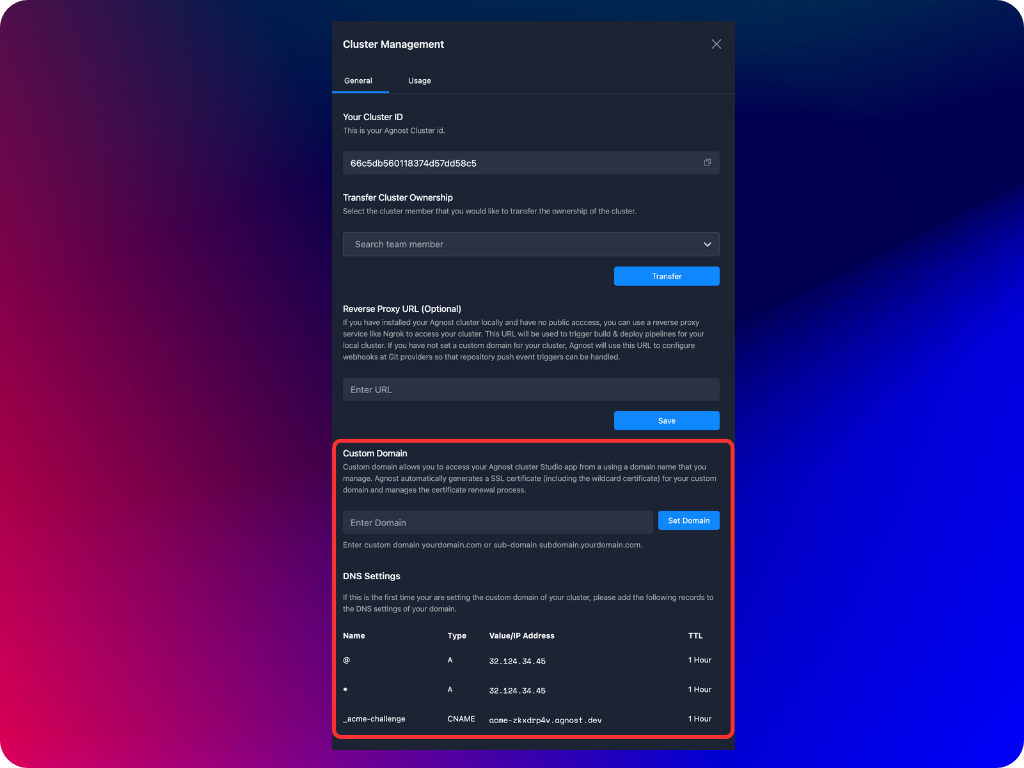 Cluster Management
General Usage
Your Cluster ID
This is your Agnost Cluster id.
66c5db560118374d57dd58c5
Transfer Cluster Ownership
Select the cluster member that you would like to transfer the ownership of the cluster.
Search team member
Transfer
Reverse Proxy URL (Optional)
If you have installed your Agnost cluster locally and have no public acccess, you can use a reverse proxy
service like Ngrok to access your cluster. This URL will be used to trigger build & deploy pipelines for your
local cluster. If you have not set a custom domain for your cluster, Agnost will use this URL to configure
webhooks at Git providers so that repository push event triggers can be handled.
Enter URL
Save
Custom Domain
Custom domain allows you to access your Agnost cluster Studio app from a using a domain name that you
manage. Agnost automatically generates a SSL certificate (including the wildcard certificate) for your custom
domain and manages the certificate renewal process.
Enter Domain Set Domain
Enter custom domain yourdomain.com or sub-domain subdomain.yourdomain.com.
DNS Settings
If this is the first time your are setting the custom domain of your cluster, please add the following records to
the DNS settings of your domain.
Name Type Value/IP Address TTL
@ A 32.124.34.45 1 Hour
* A 32.124.34.45 1 Hour
_acme-challenge CNAME acme-zkxdrp4v.agnost.dev 1 Hour